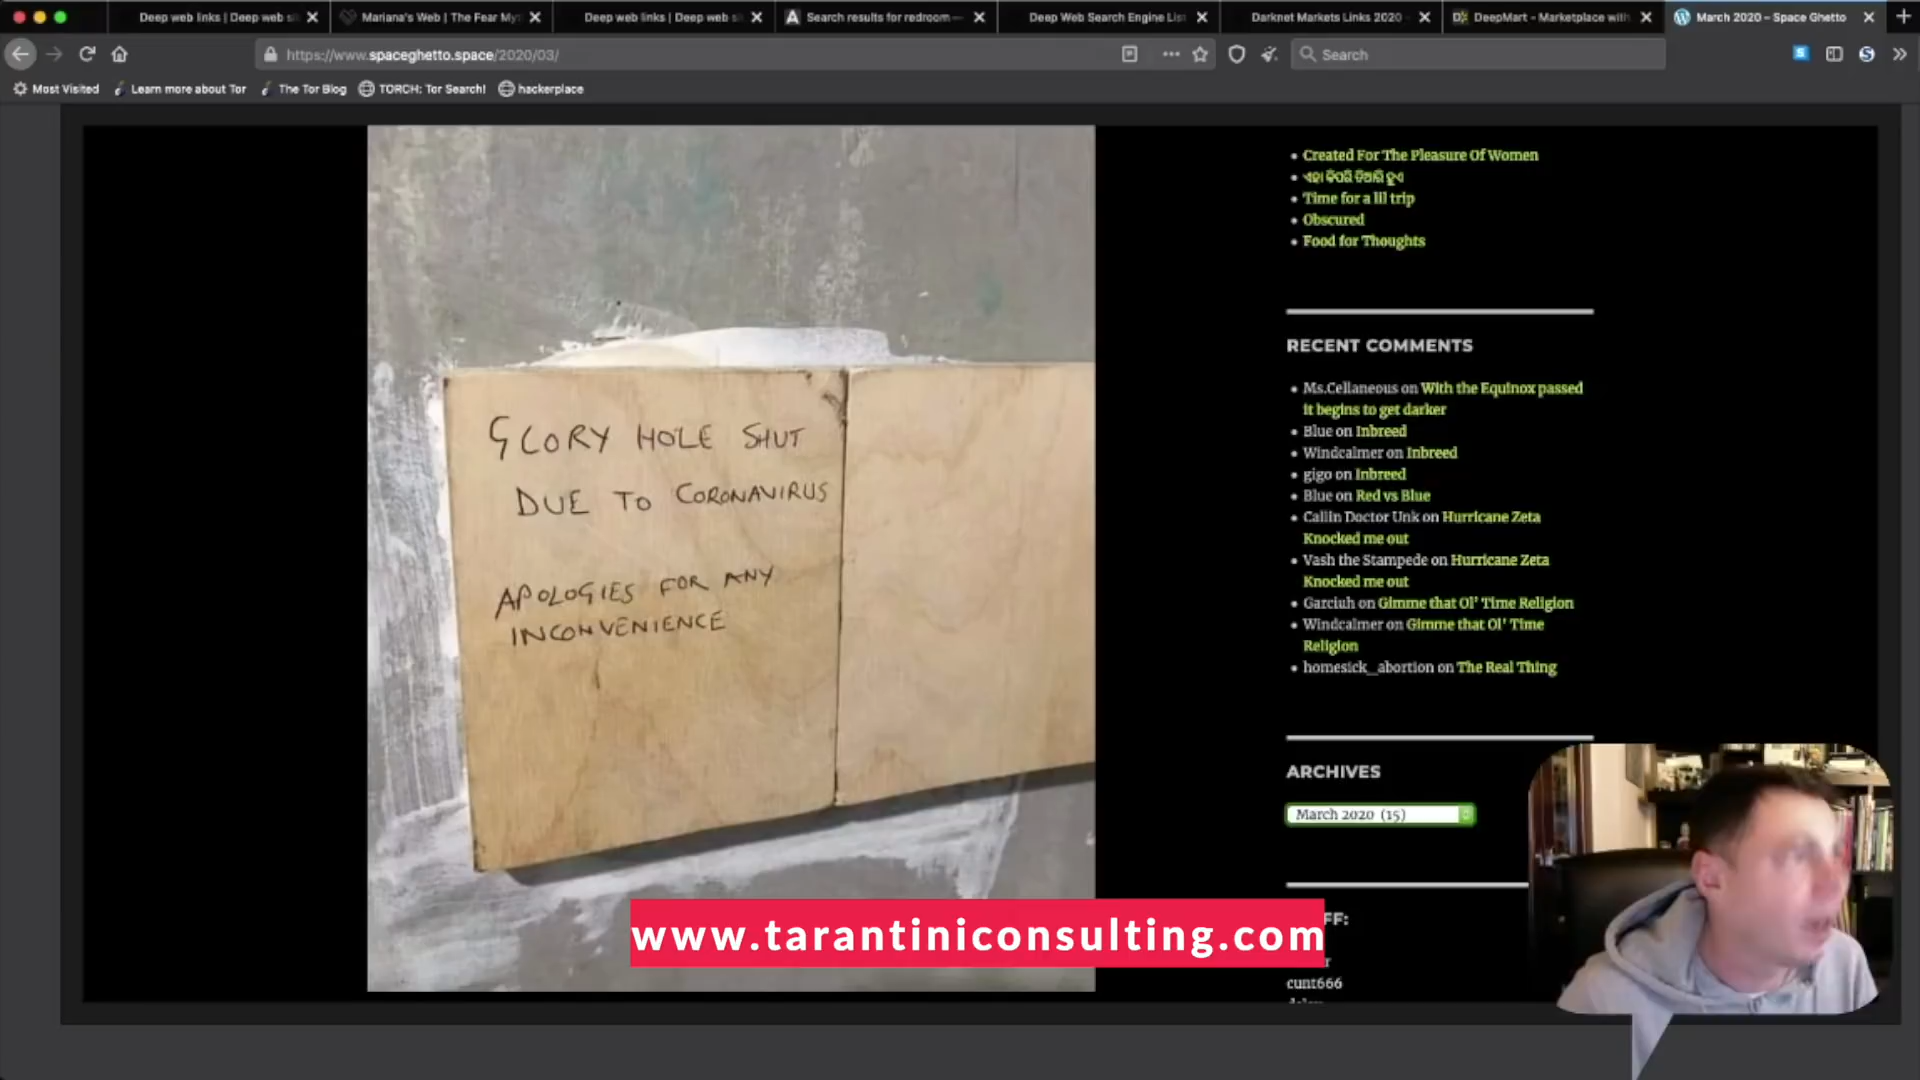 Deep web links | Deep web si
Mariana's Web | The Fear My
Deep web links | Deep web si
Search results for redroom —
Deep Web Search Engine List
Darknet Markets Links 2020
DeepMart - Marketplace with
March 2020 – Space Ghetto
https://www.spaceghetto.space/2020/03/
Search
Most Visited
Learn more about Tor
The Tor Blog
TORCH: Tor Search!
hackerplace
GLORY HOLE SHUT
DUE TO CORONAVIRUS
APOLOGIES FOR ANY
INCONVENIENCE
Created For The Pleasure Of Women
Time for a lil trip
Obscured
Food for Thoughts
RECENT COMMENTS
Ms.Cellaneous on With the Equinox passed
it begins to get darker
Blue on Inbreed
Windcalmer on Inbreed
gigo on Inbreed
Blue on Red vs Blue
Callin Doctor Unk on Hurricane Zeta
Knocked me out
Vash the Stampede on Hurricane Zeta
Knocked me out
Garciuh on Gimme that Ol' Time Religion
Windcalmer on Gimme that Ol' Time
Religion
homesick_abortion on The Real Thing
ARCHIVES
March 2020 (15)
FF:
www.tarantiniconsulting.com
cunt666